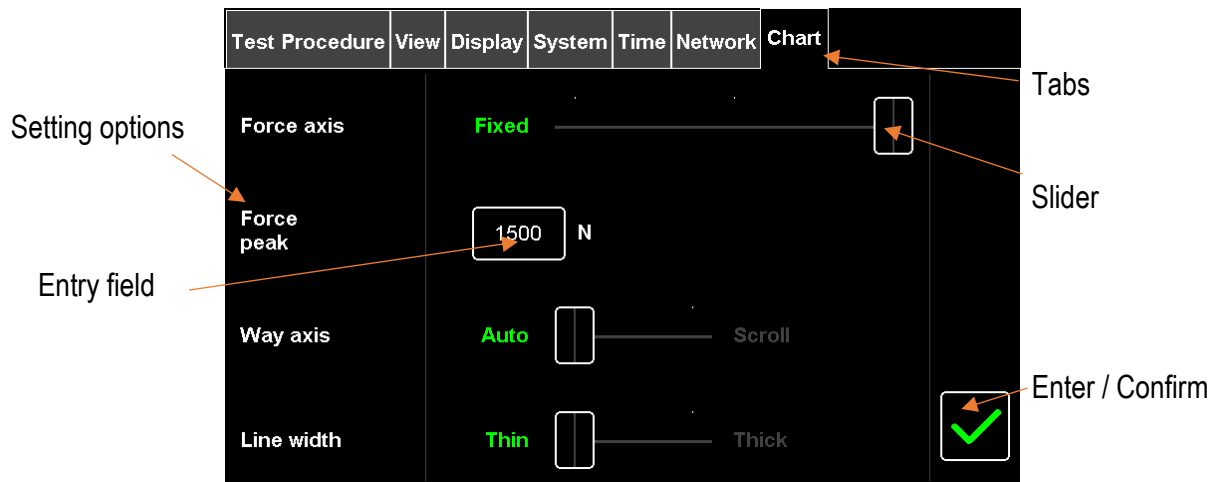 Test Procedure View Display System Time Network Chart
Tabs
Setting options
Force axis Fixed
Slider
Force
peak
1500 N
Entry field
Way axis Auto Scroll
Enter / Confirm
Line width Thin Thick